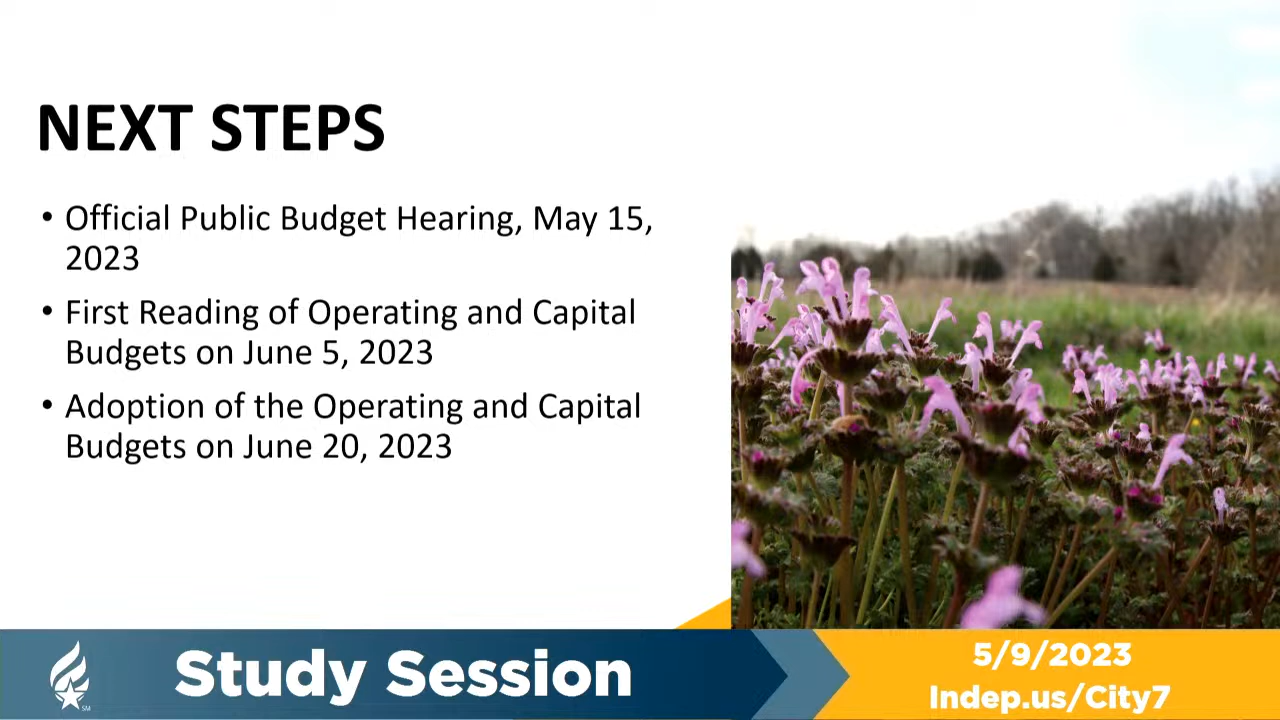 NEXT STEPS
• Official Public Budget Hearing, May 15,
2023
• First Reading of Operating and Capital
Budgets on June 5, 2023
• Adoption of the Operating and Capital
Budgets on June 20, 2023
SM
Study Session
5/9/2023
Indep.us/City7